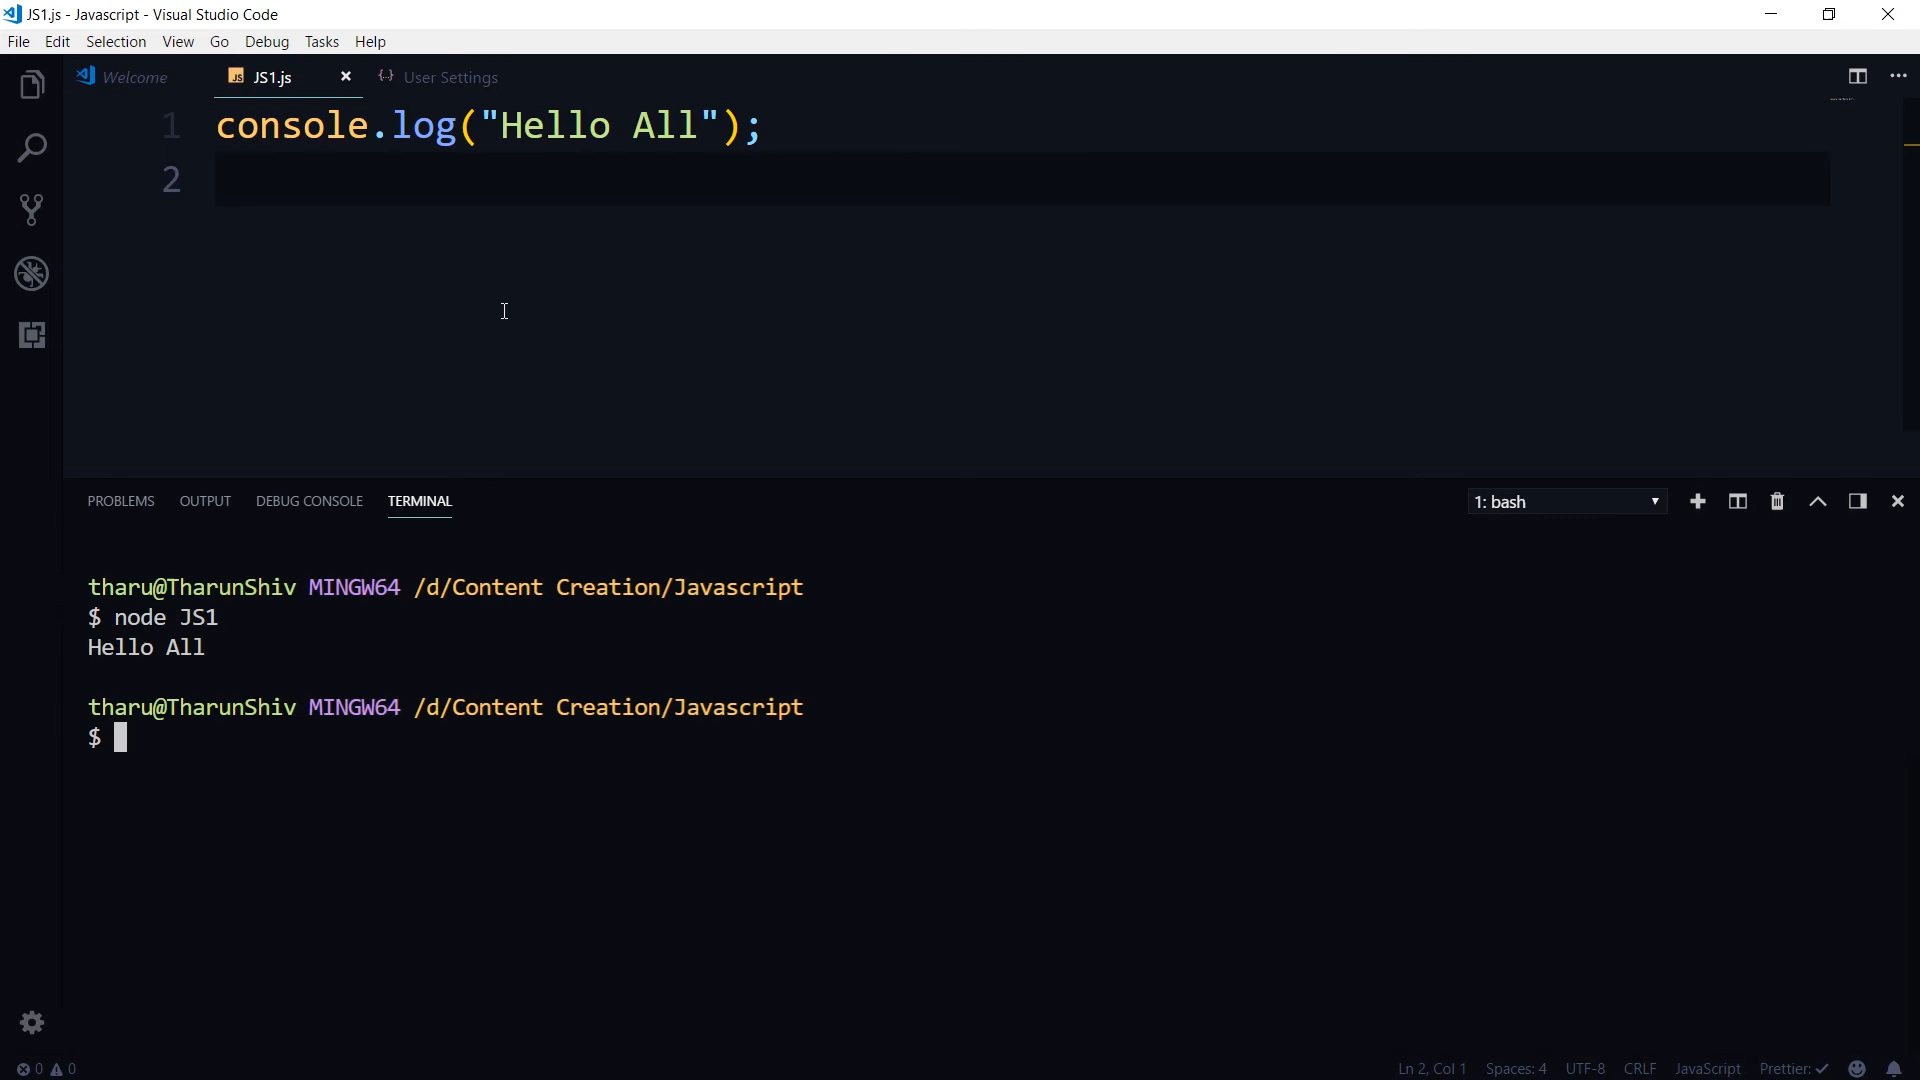 JS1.js - Javascript - Visual Studio Code
File Edit Selection View Go Debug Tasks Help
Welcome JS JS1.js User Settings
1 console.log("Hello All");
2
PROBLEMS OUTPUT DEBUG CONSOLE TERMINAL 1: bash
tharu@TharunShiv MINGW64 /d/Content Creation/Javascript
$ node JS1
Hello All
tharu@TharunShiv MINGW64 /d/Content Creation/Javascript
$
0 0 Ln 2, Col 1 Spaces: 4 UTF-8 CRLF JavaScript Prettier: ✓